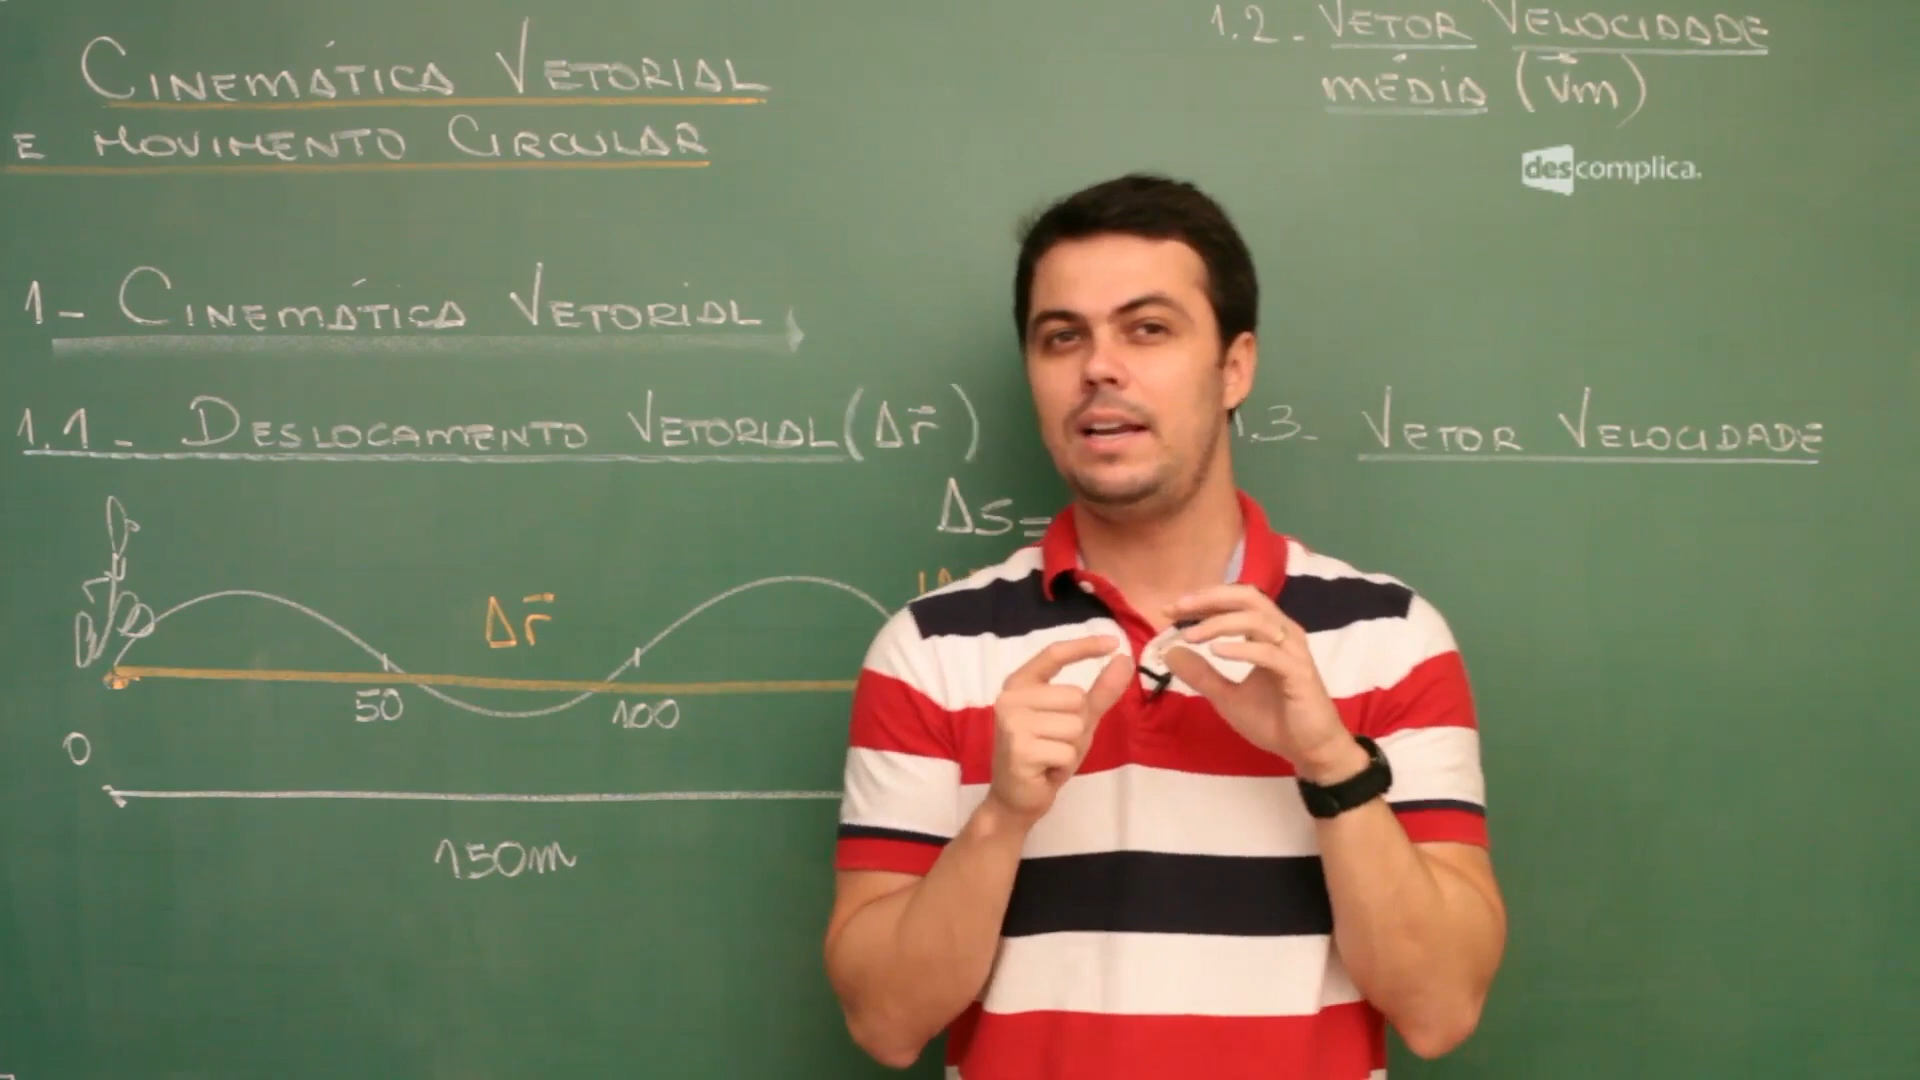 CINEMÁTICA VETORIAL
E MOVIMENTO CIRCULAR
1- CINEMÁTICA VETORIAL
1.1- DESLOCAMENTO VETORIAL (Δr⃗)
ΔS=
Δr⃗
50
100
0
150m
1.2- VETOR VELOCIDADE
MÉDIA (v⃗m)
descomplica.
1.3- VETOR VELOCIDADE